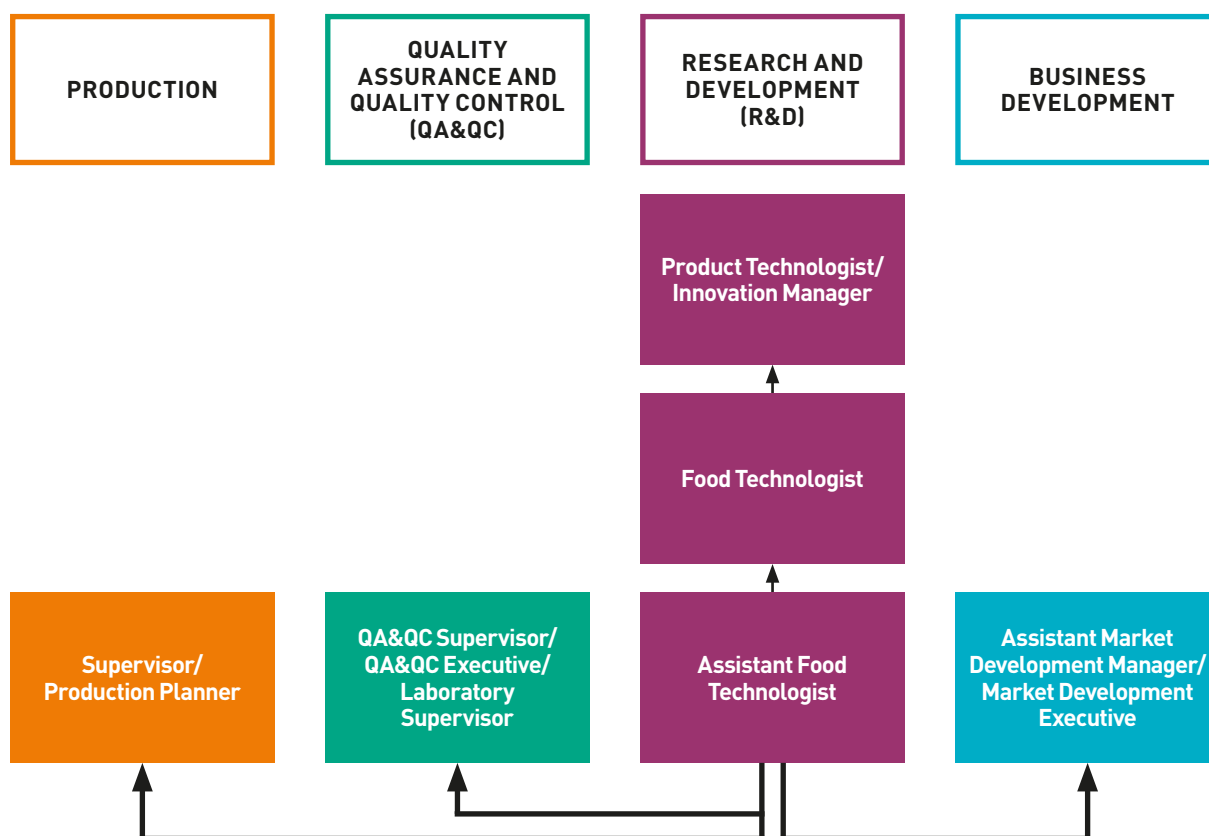 PRODUCTION
QUALITY
ASSURANCE AND
QUALITY CONTROL
(QA&QC)
RESEARCH AND
DEVELOPMENT
(R&D)
BUSINESS
DEVELOPMENT
Product Technologist/
Innovation Manager
Food Technologist
Supervisor/
Production Planner
QA&QC Supervisor/
QA&QC Executive/
Laboratory
Supervisor
Assistant Food
Technologist
Assistant Market
Development Manager/
Market Development
Executive